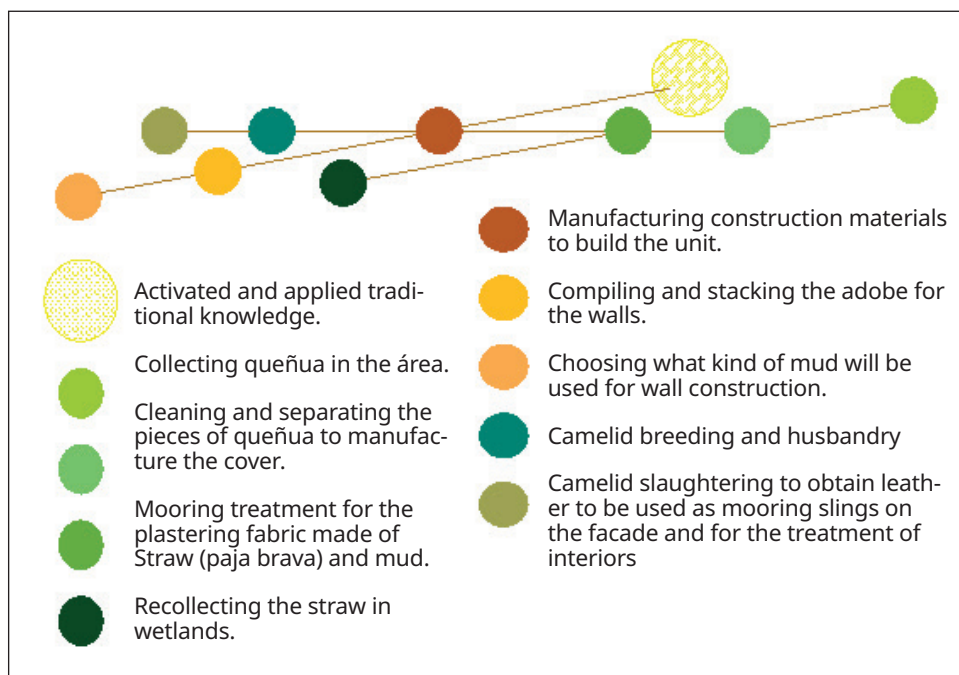 Activated and applied tradi-
tional knowledge.
Collecting queñua in the área.
Cleaning and separating the
pieces of queñua to manufac-
ture the cover.
Mooring treatment for the
plastering fabric made of
Straw (paja brava) and mud.
Recollecting the straw in
wetlands.
Manufacturing construction materials
to build the unit.
Compiling and stacking the adobe for
the walls.
Choosing what kind of mud will be
used for wall construction.
Camelid breeding and husbandry
Camelid slaughtering to obtain leath-
er to be used as mooring slings on
the facade and for the treatment of
interiors